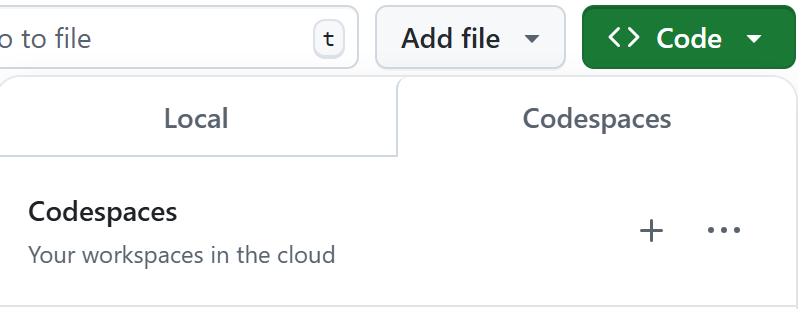 o to file
t
Add file
Code
Local
Codespaces
Codespaces
Your workspaces in the cloud